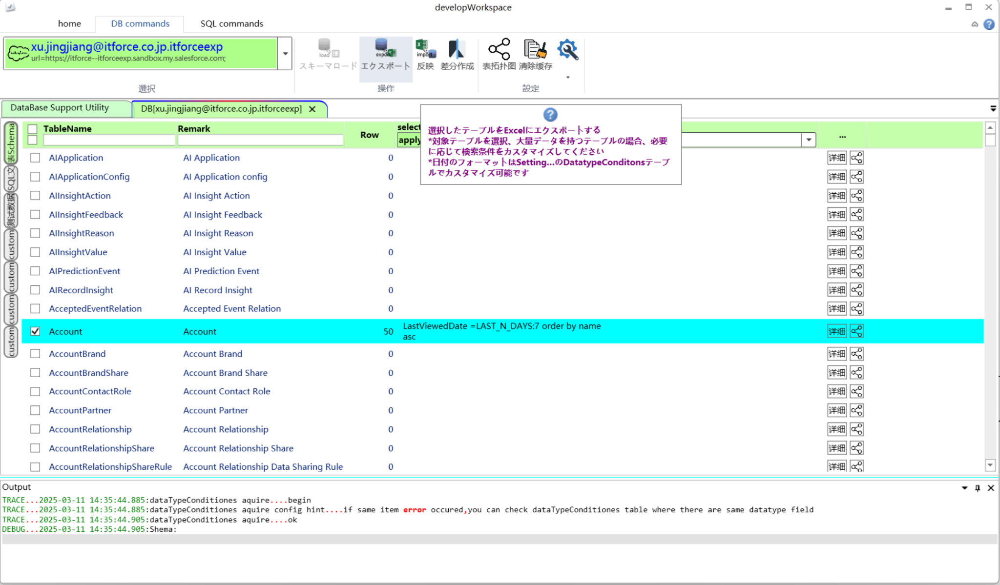 developWorkspace
home DB commands SQL commands
xu.jingjiang@itforce.co.jp.itforceexp
url=https://itforce--itforceexp.sandbox.my.salesforce.com;
load export import
スキーマロード エクスポート 反映 差分作成 表拓扑图 清除缓存
選択 操作 設定
DataBase Support Utility DB[xu.jingjiang@itforce.co.jp.itforceexp]
選択したテーブルをExcelにエクスポートする
*対象テーブルを選択、大量データを持つテーブルの場合、必要
に応じて検索条件をカスタマイズしてください
*日付のフォーマットはSetting...のDatatypeConditonsテーブ
ルでカスタマイズ可能です
表Schema
SQL文
测试数据
custom
custom
custom
custom
TableName Remark Row select ...
apply
AIApplication AI Application 0 详细
AIApplicationConfig AI Application config 0 详细
AIInsightAction AI Insight Action 0 详细
AIInsightFeedback AI Insight Feedback 0 详细
AIInsightReason AI Insight Reason 0 详细
AIInsightValue AI Insight Value 0 详细
AIPredictionEvent AI Prediction Event 0 详细
AIRecordInsight AI Record Insight 0 详细
AcceptedEventRelation Accepted Event Relation 0 详细
Account Account 50 LastViewedDate =LAST_N_DAYS:7 order by name 详细
asc
AccountBrand Account Brand 0 详细
AccountBrandShare Account Brand Share 0 详细
AccountContactRole Account Contact Role 0 详细
AccountPartner Account Partner 0 详细
AccountRelationship Account Relationship 0 详细
AccountRelationshipShare Account Relationship Share 0 详细
AccountRelationshipShareRule Account Relationship Data Sharing Rule 0 详细
Output
TRACE...2025-03-11 14:35:44.885:dataTypeConditiones aquire....begin
TRACE...2025-03-11 14:35:44.885:dataTypeConditiones aquire config hint....if same item error occured,you can check dataTypeConditiones table where there are same datatype field
TRACE...2025-03-11 14:35:44.905:dataTypeConditiones aquire....ok
DEBUG...2025-03-11 14:35:44.905:Shema: